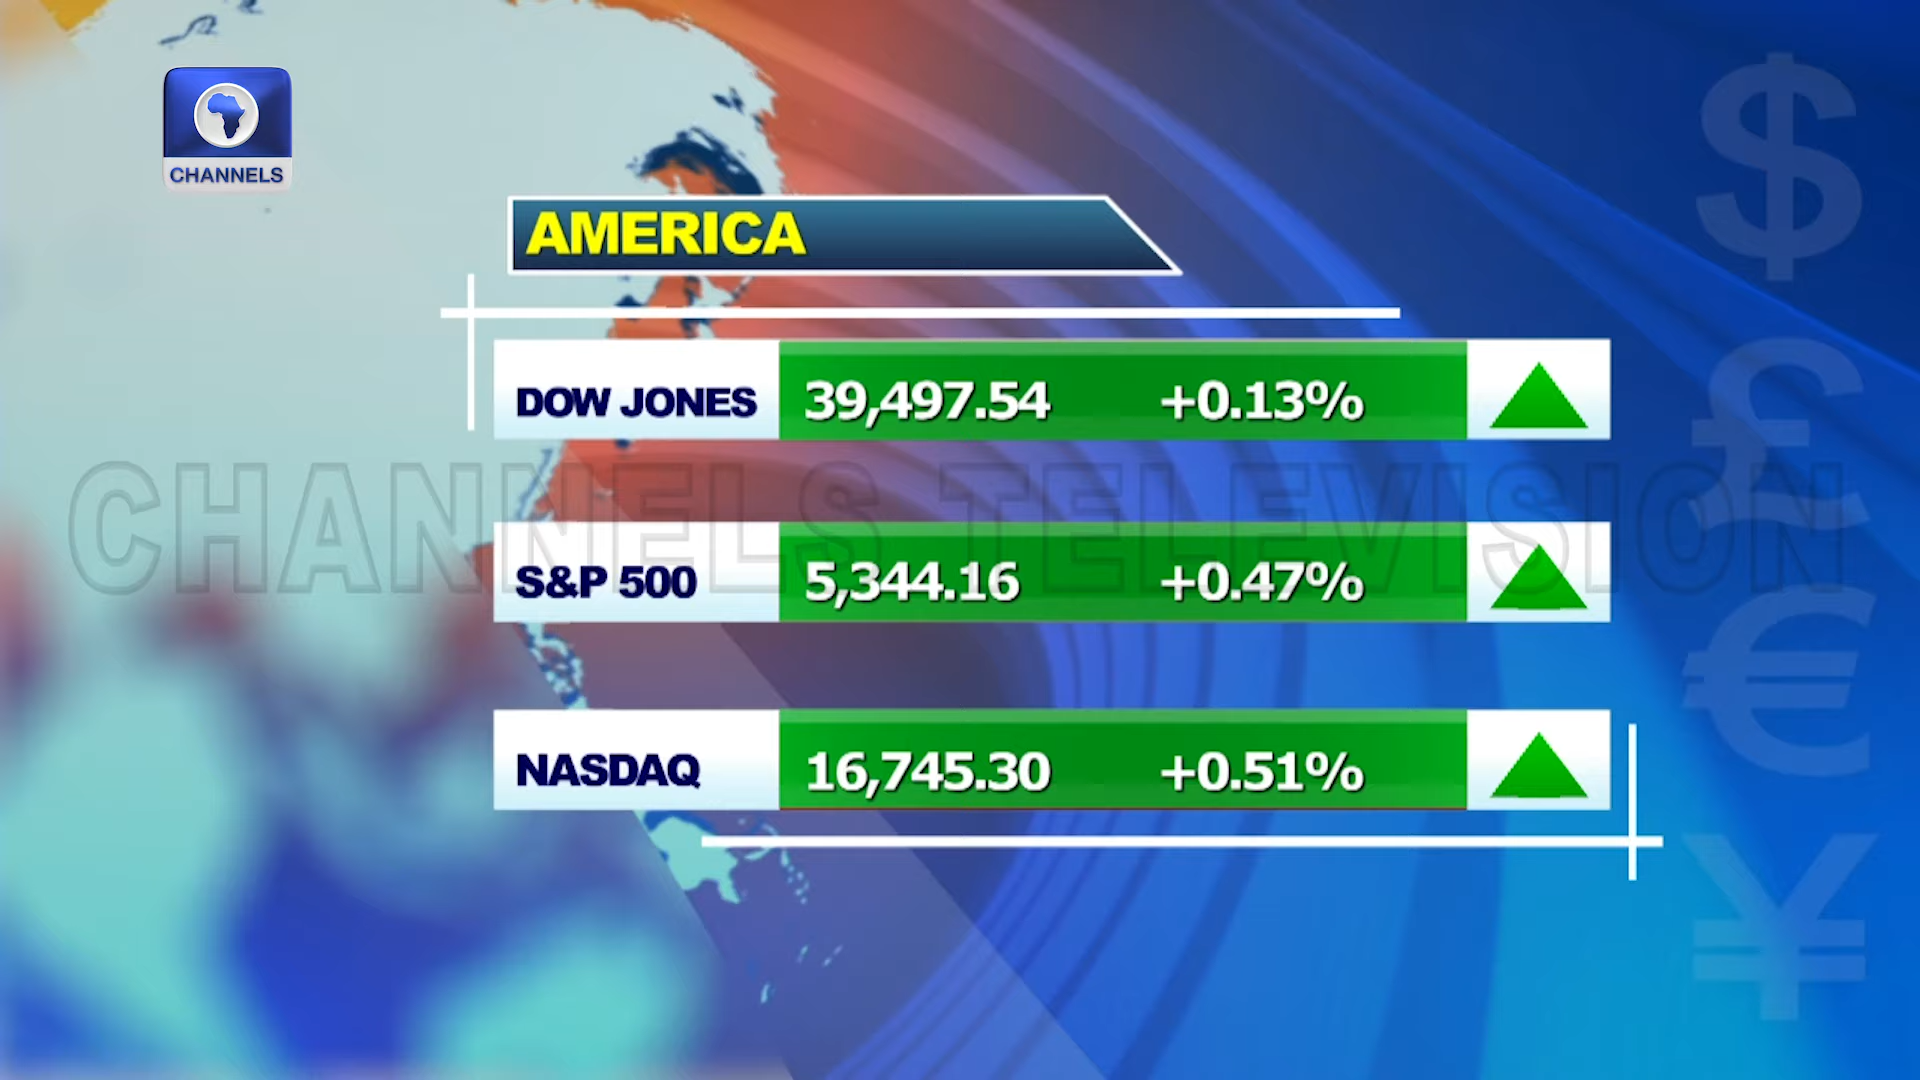 CHANNELS
AMERICA
DOW JONES 39,497.54 +0.13%
CHANNELS TELEVISION
S&P 500 5,344.16 +0.47%
NASDAQ 16,745.30 +0.51%
$
£
€
¥